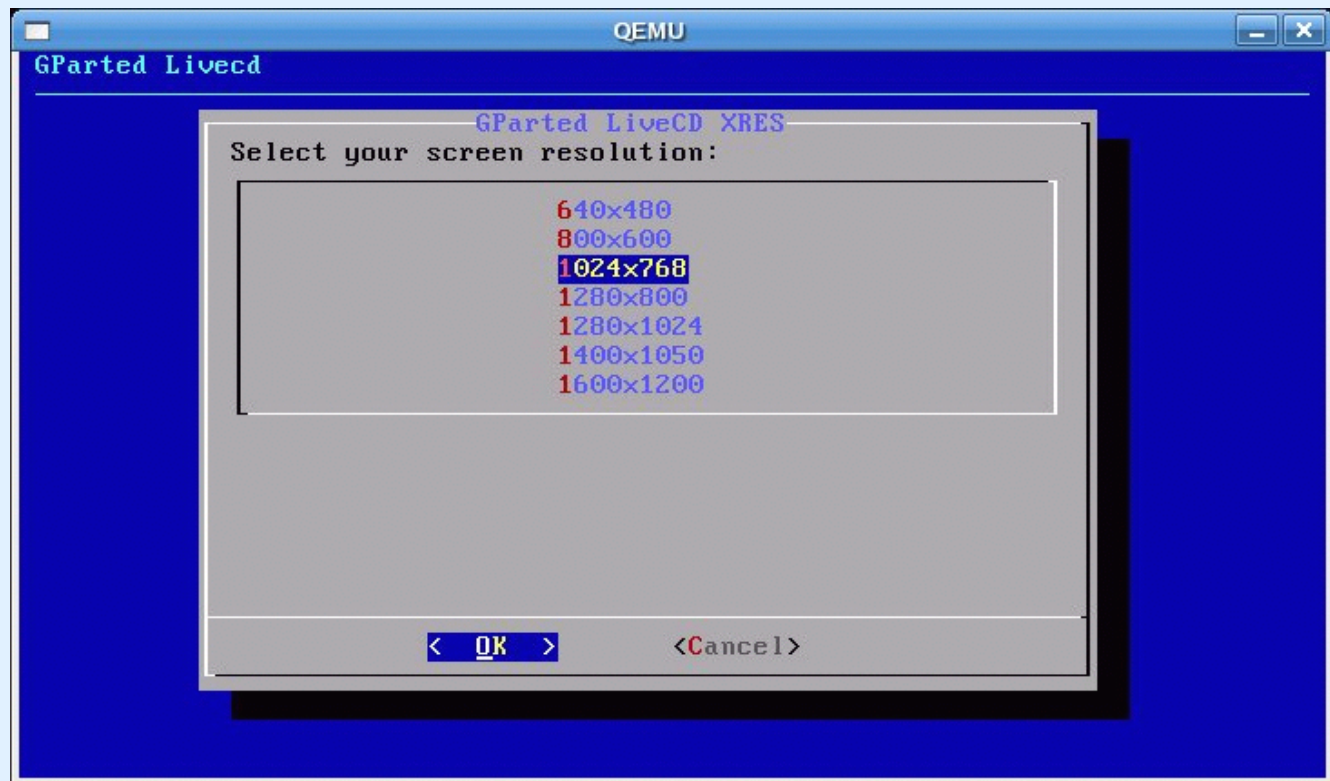 QEMU
GParted Livecd
GParted LiveCD XRES
Select your screen resolution:
640x480
800x600
1024x768
1280x800
1280x1024
1400x1050
1600x1200
< OK > <Cancel>